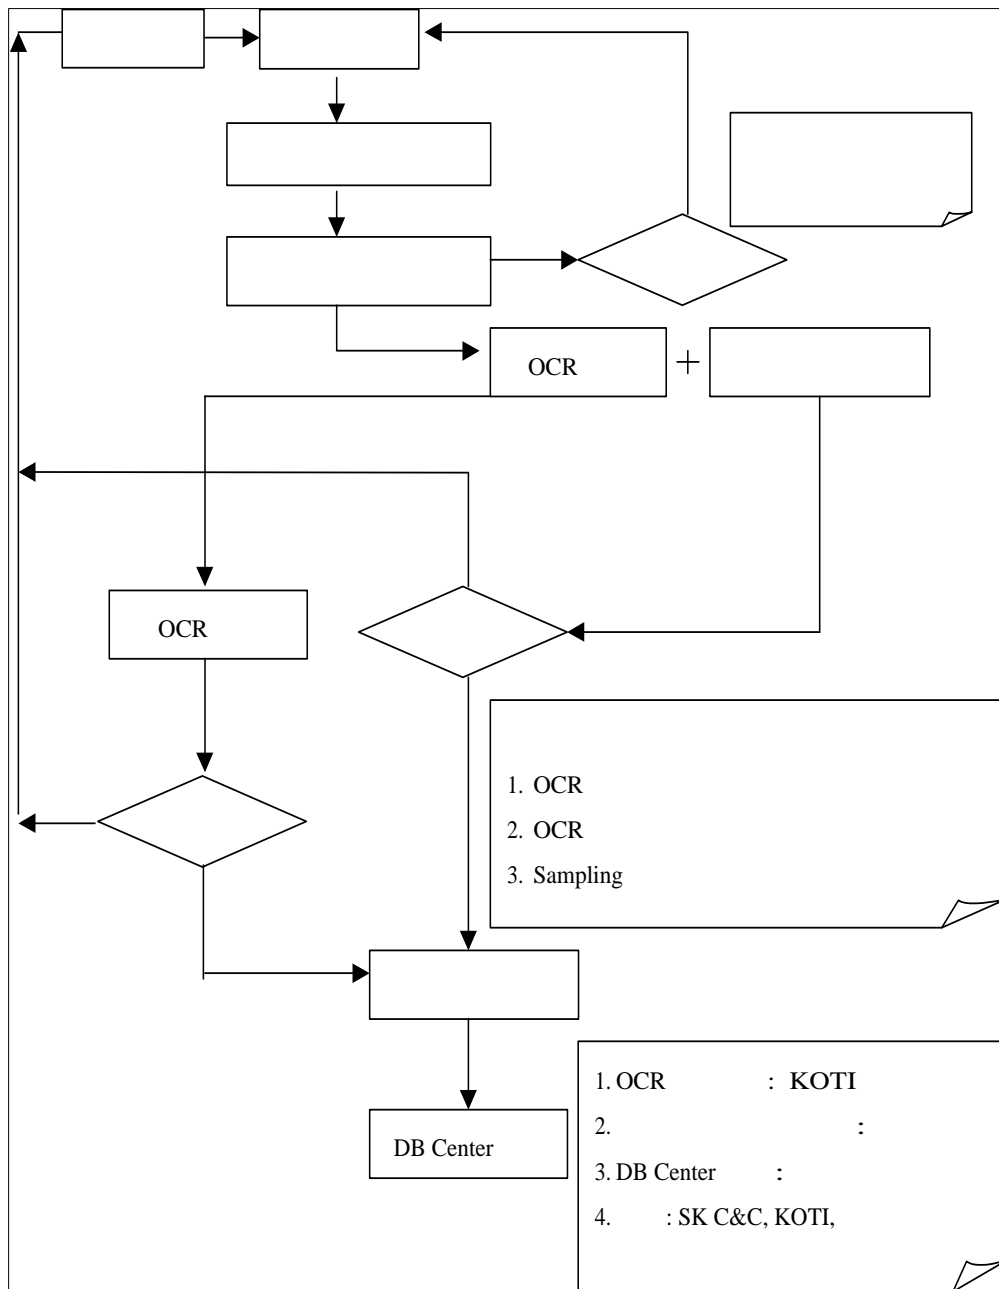 OCR
+
OCR
1. OCR
2. OCR
3. Sampling
1. OCR : KOTI
2. :
DB Center
3. DB Center :
4. : SK C&C, KOTI,